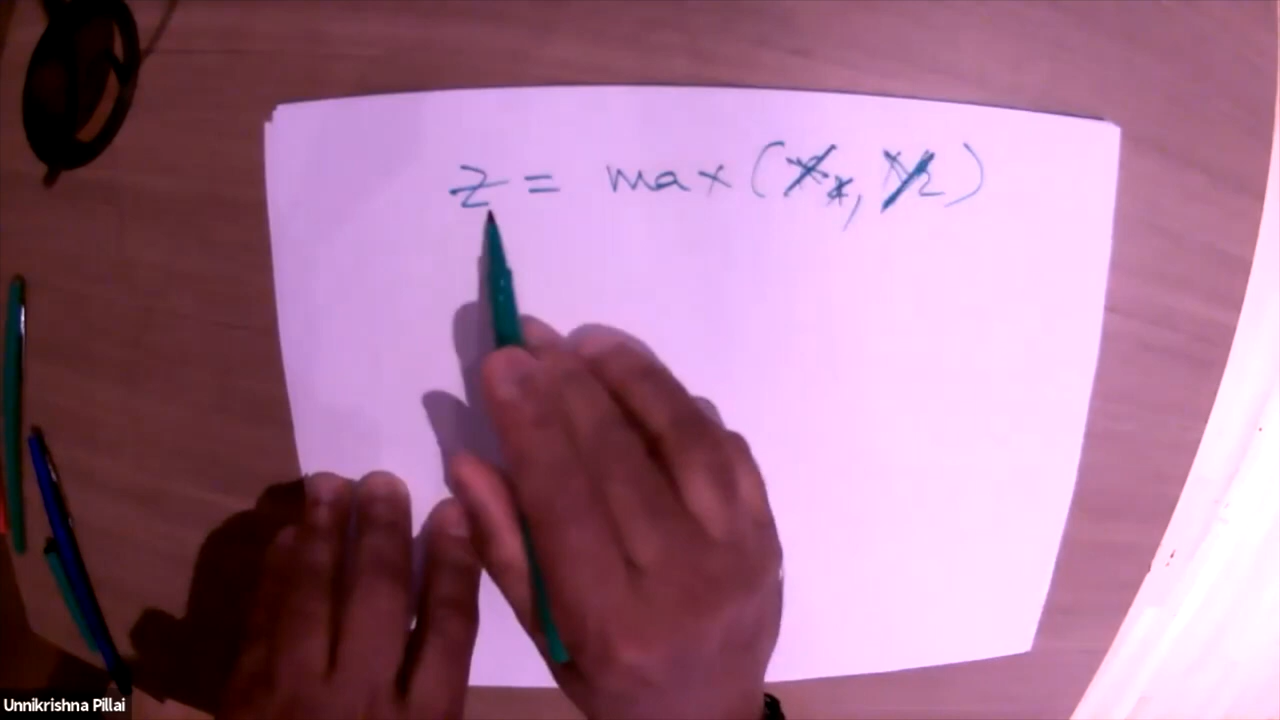 z = max (X, Y)
Unnikrishna Pillai